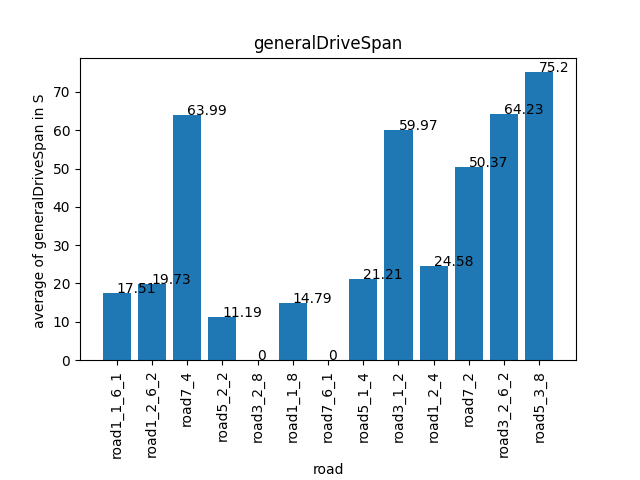 generalDriveSpan
average of generalDriveSpan in S
70
60
50
40
30
20
10
0
17.51
19.73
63.99
11.19
0
14.79
0
21.21
59.97
24.58
50.37
64.23
75.2
road1_1_6_1
road1_2_6_2
road7_4
road5_2_2
road3_2_8
road1_1_8
road7_6_1
road5_1_4
road3_1_2
road1_2_4
road7_2
road3_2_6_2
road5_3_8
road